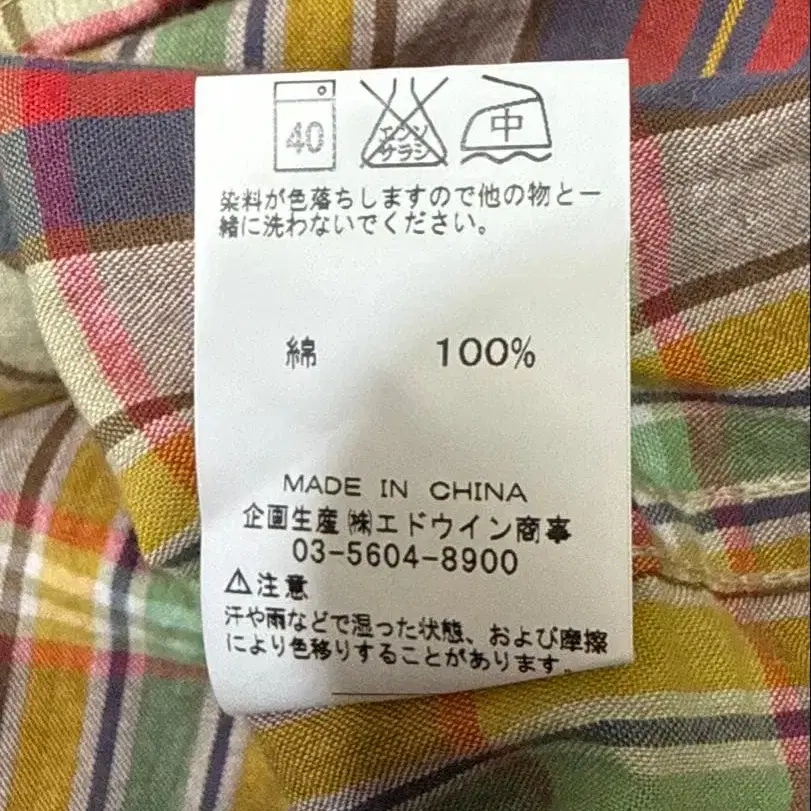 40
エンソ
サラシ
中
染料が色落ちしますので他の物と一
緒に洗わないでください。
綿 100%
MADE IN CHINA
企画生産 ㈱エドウイン商事
03-5604-8900
⚠注意
汗や雨などで湿った状態、および摩擦
により色移りすることがあります。